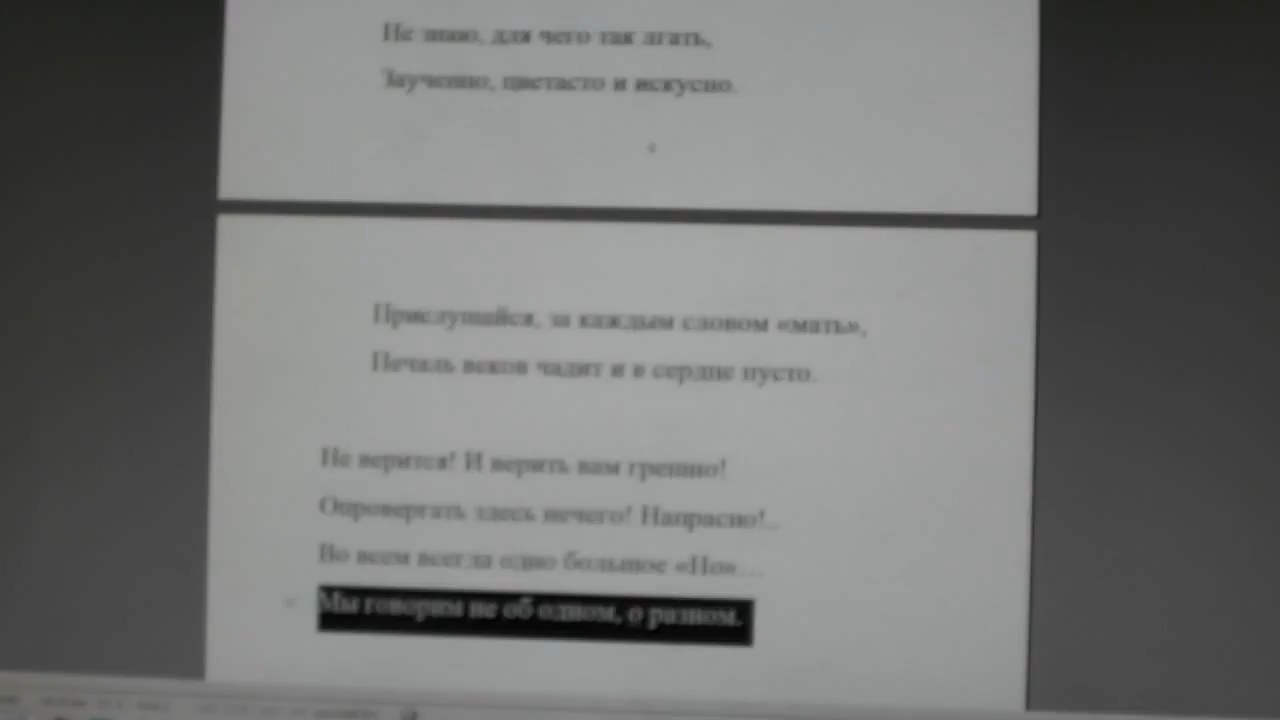 Не знаю, для чего так лгать,
Заученно, цветасто и искусно.
Прислушайся, за каждым словом «мать»,
Печаль веков чадит и в сердце пусто.
Не верится! И верить вам грешно!
Опровергать здесь нечего! Напрасно!..
Во всем всегда одно большое «Но»…
Мы говорим не об одном, о разном.